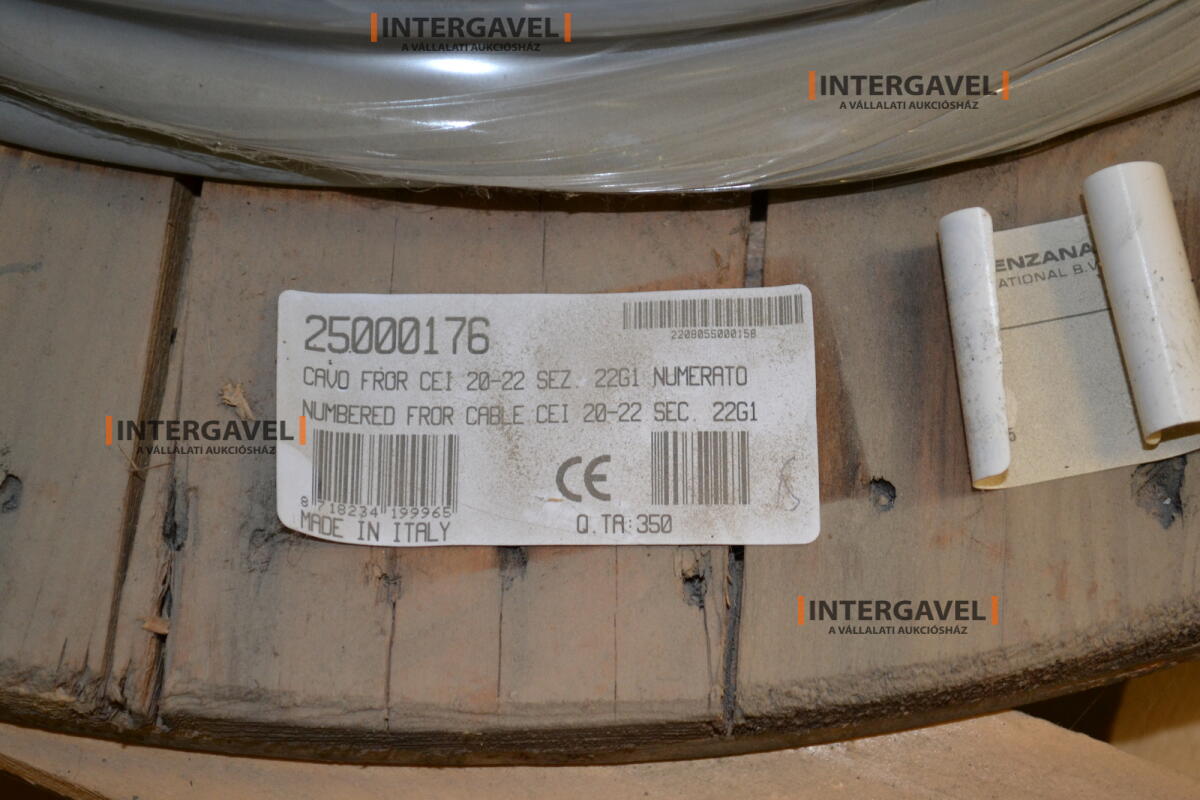 INTERGAVEL
A VÁLLALATI AUKCIÓSHÁZ
INTERGAVEL
A VÁLLALATI AUKCIÓSHÁZ
ENZANA
ATIONAL B.V
25000176
2208055000158
CAVO FROR CEI 20-22 SEZ. 22G1 NUMERATO
NUMBERED FROR CABLE CEI 20-22 SEC. 22G1
INTERGAVEL
A VÁLLALATI AUKCIÓSHÁZ
CE
8 718234 199965
MADE IN ITALY
Q.TA:350
5
INTERGAVEL
A VÁLLALATI AUKCIÓSHÁZ